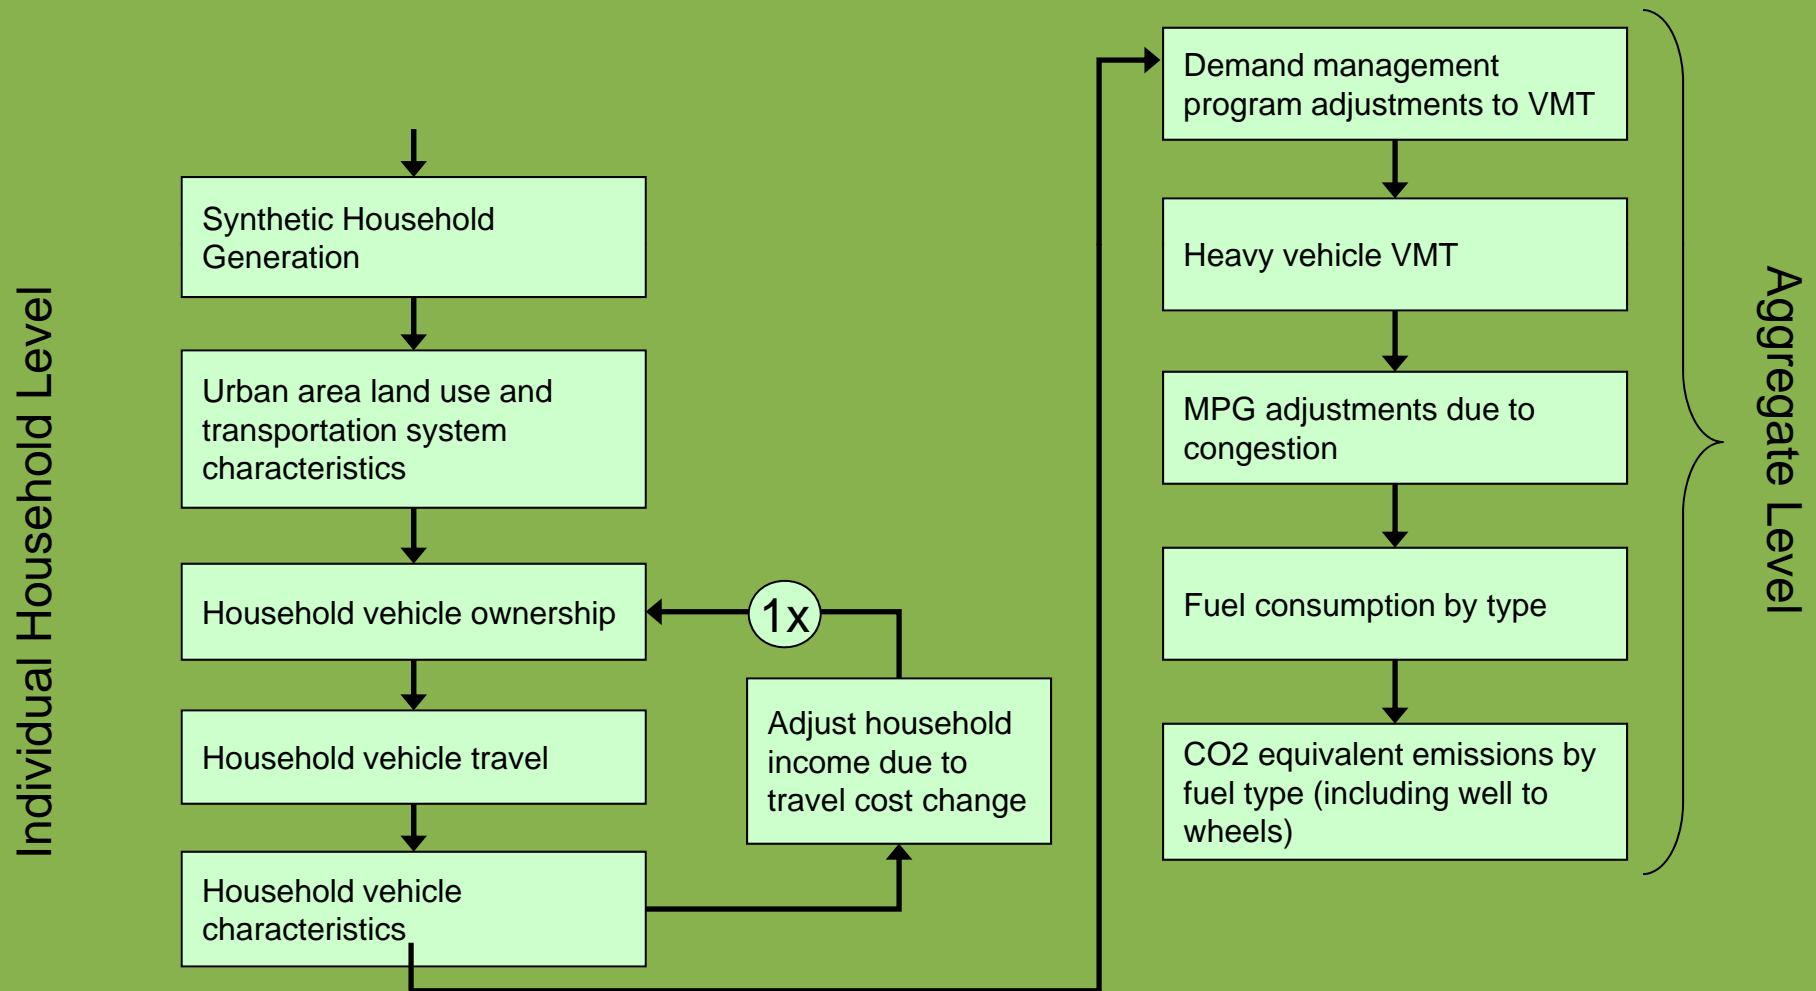 Individual Household Level
Synthetic Household
Generation
Urban area land use and
transportation system
characteristics
Household vehicle ownership
Household vehicle travel
Household vehicle
characteristics
1x
Adjust household
income due to
travel cost change
Demand management
program adjustments to VMT
Heavy vehicle VMT
MPG adjustments due to
congestion
Fuel consumption by type
CO2 equivalent emissions by
fuel type (including well to
wheels)
Aggregate Level